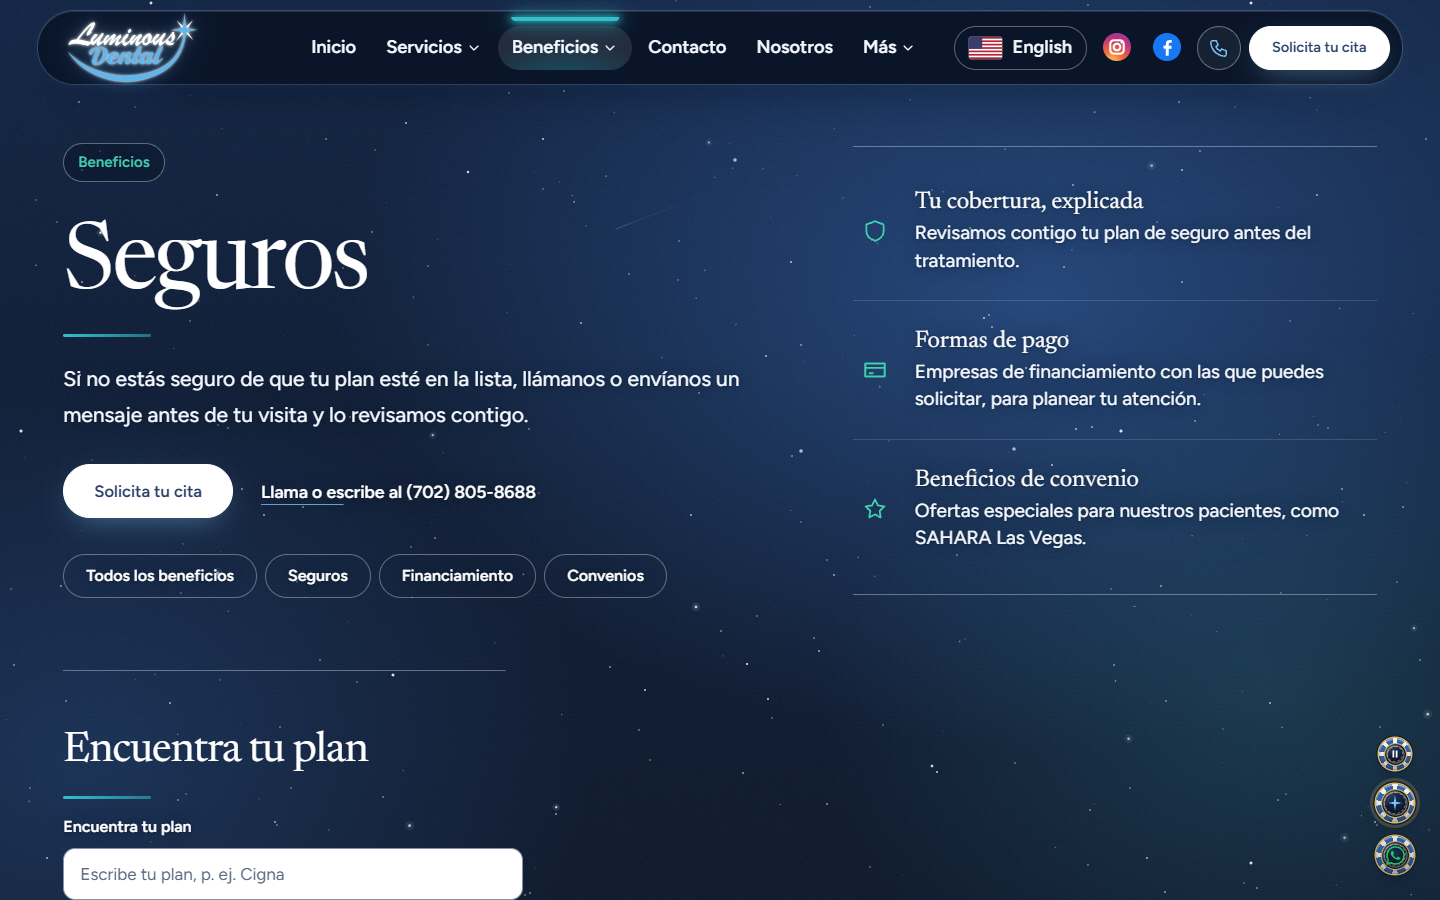 Luminous
Dental
Inicio
Servicios
Beneficios
Contacto
Nosotros
Más
English
Solicita tu cita
Beneficios
Seguros
Si no estás seguro de que tu plan esté en la lista, llámanos o envíanos un
mensaje antes de tu visita y lo revisamos contigo.
Solicita tu cita
Llama o escribe al (702) 805-8688
Todos los beneficios
Seguros
Financiamiento
Convenios
Tu cobertura, explicada
Revisamos contigo tu plan de seguro antes del
tratamiento.
Formas de pago
Empresas de financiamiento con las que puedes
solicitar, para planear tu atención.
Beneficios de convenio
Ofertas especiales para nuestros pacientes, como
SAHARA Las Vegas.
Encuentra tu plan
Encuentra tu plan
Escribe tu plan, p. ej. Cigna